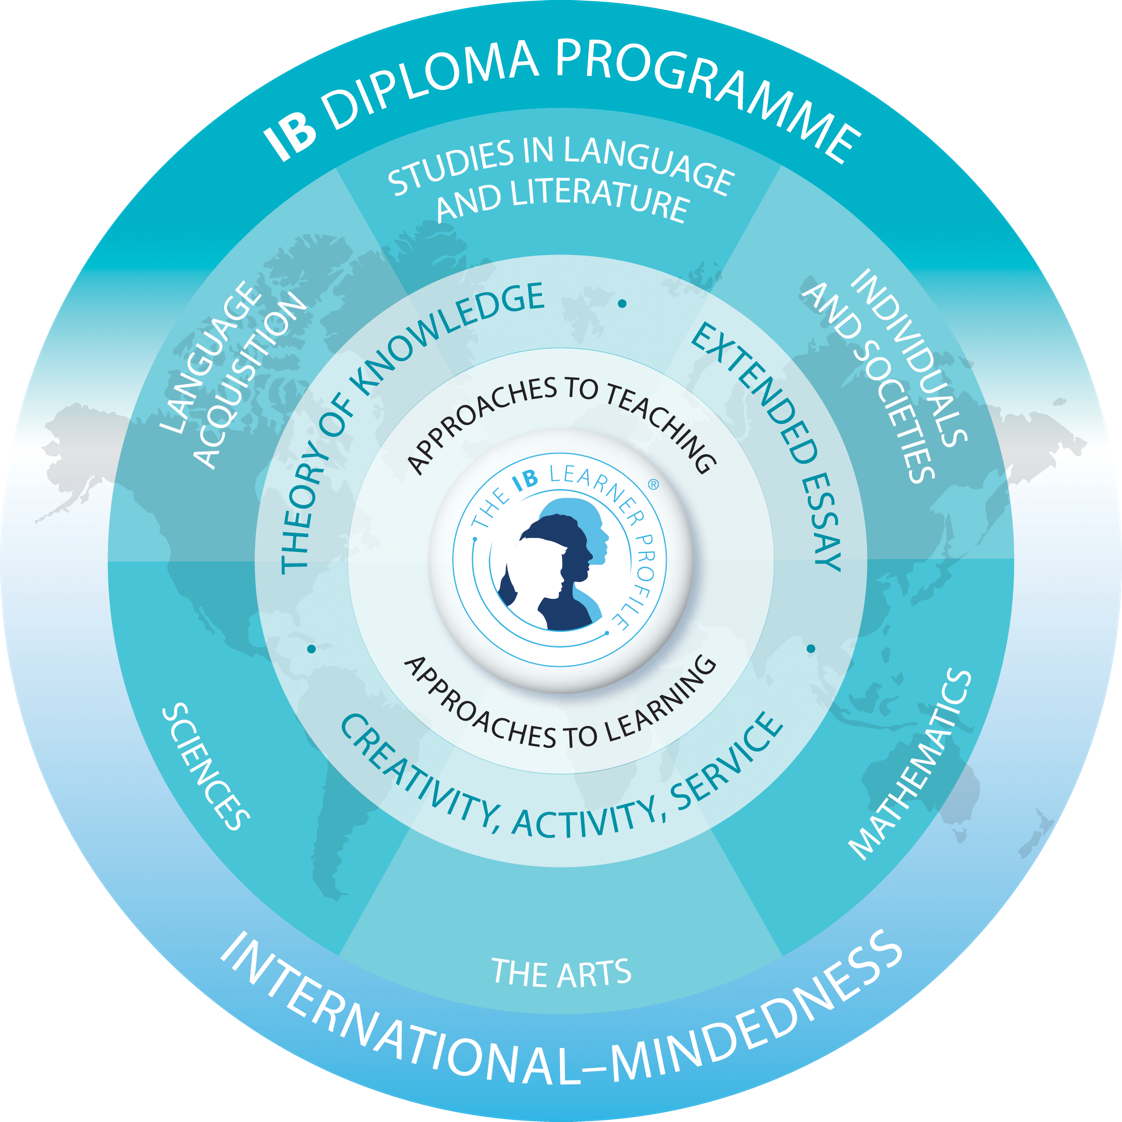 IB DIPLOMA PROGRAMME
STUDIES IN LANGUAGE
AND LITERATURE
LANGUAGE
ACQUISITION
INDIVIDUALS
AND SOCIETIES
THEORY OF KNOWLEDGE
•
EXTENDED ESSAY
APPROACHES TO TEACHING
THE IB LEARNER PROFILE
®
APPROACHES TO LEARNING
•
•
CREATIVITY, ACTIVITY, SERVICE
SCIENCES
MATHEMATICS
THE ARTS
INTERNATIONAL–MINDEDNESS